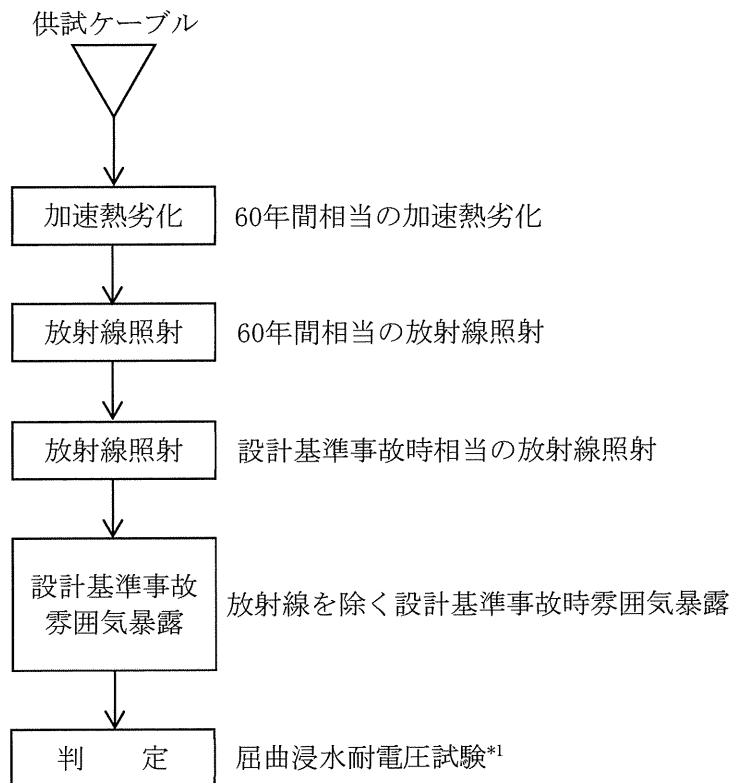 供試ケーブル
加速熱劣化 60年間相当の加速熱劣化
放射線照射 60年間相当の放射線照射
放射線照射 設計基準事故時相当の放射線照射
設計基準事故
雰囲気暴露
放射線を除く設計基準事故時雰囲気暴露
判 定 屈曲浸水耐電圧試験*1